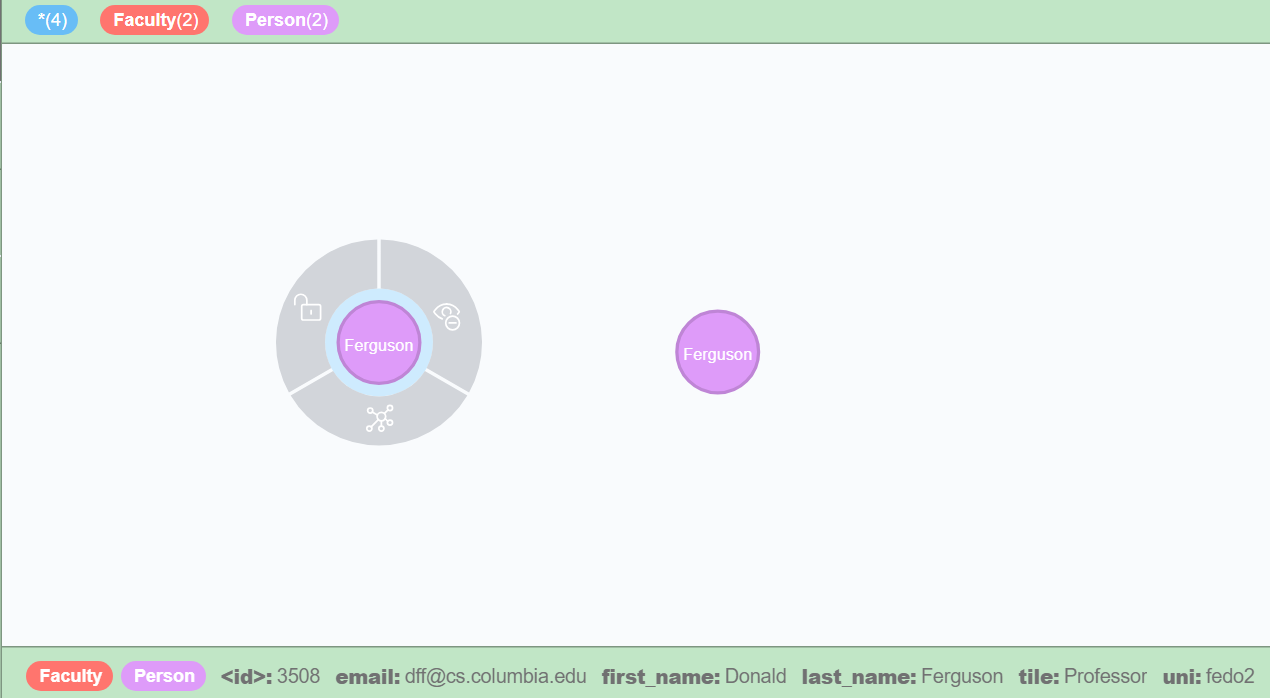 *(4) Faculty(2) Person(2)
Ferguson
Ferguson
Faculty Person <id>: 3508 email: dff@cs.columbia.edu first_name: Donald last_name: Ferguson tile: Professor uni: fedo2